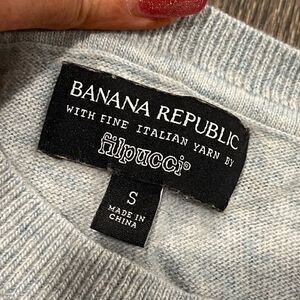 BANANA REPUBLIC
WITH FINE ITALIAN YARN BY
filpucci®
S
MADE IN
CHINA